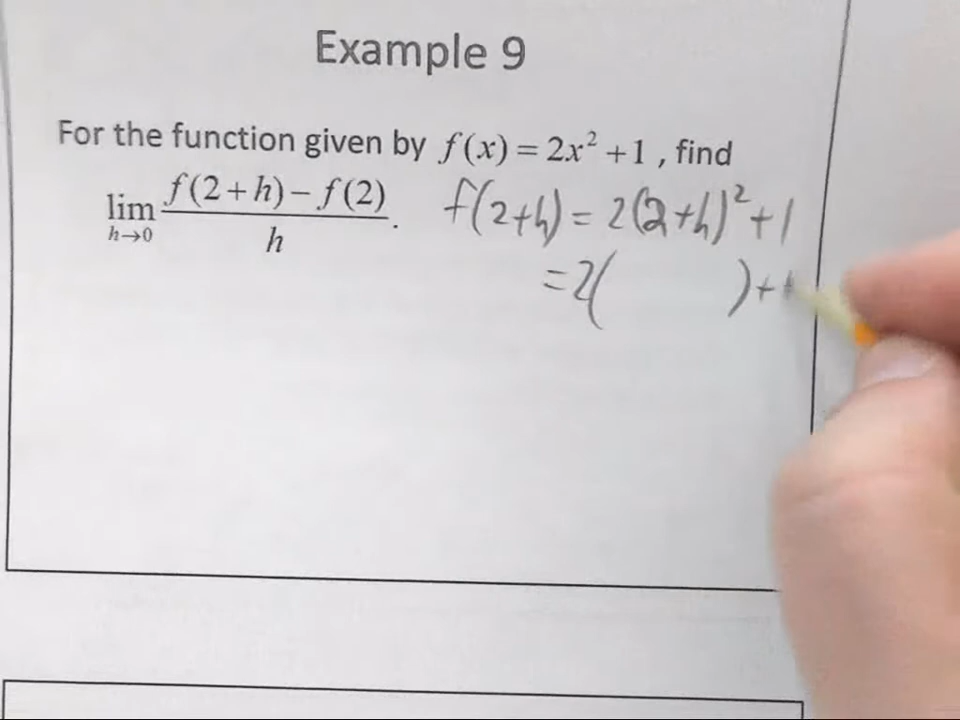 Example 9
For the function given by f(x) = 2x² + 1 , find
lim h→0 f(2+h) − f(2) / h .
f(2+h) = 2(2+h)² + 1
= 2( ) +